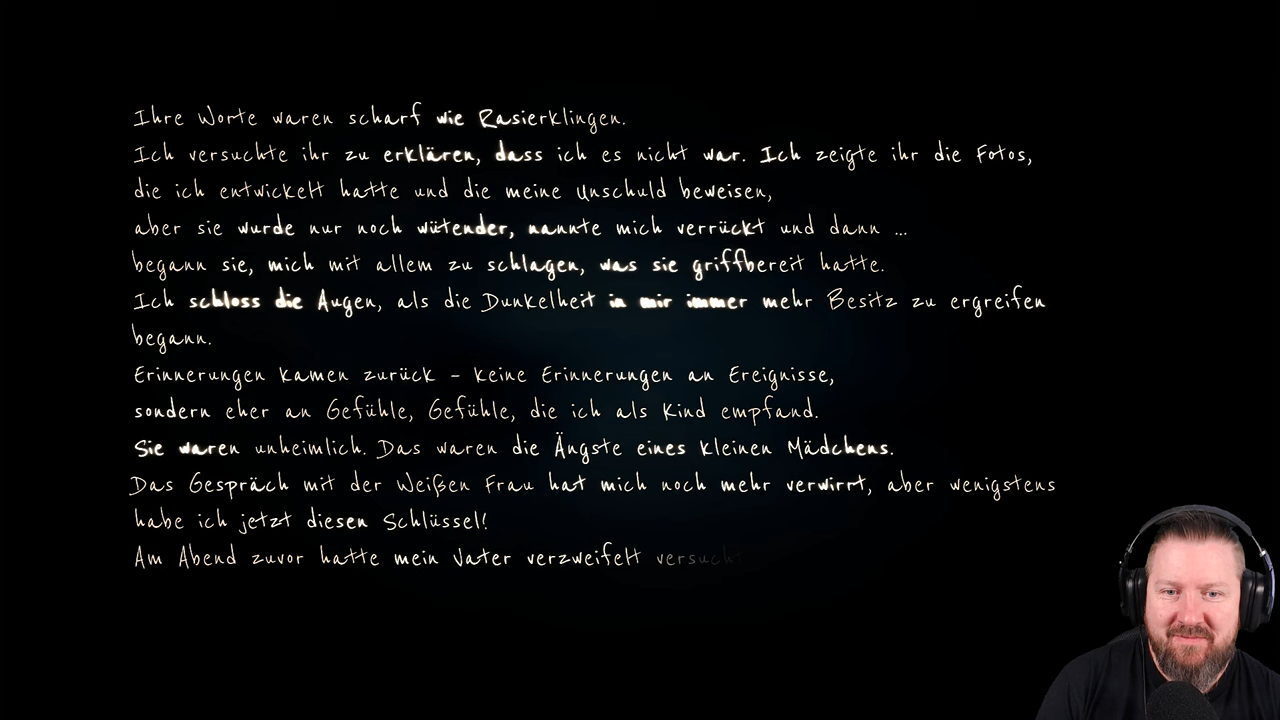 Ihre Worte waren scharf wie Rasierklingen.
Ich versuchte ihr zu erklären, dass ich es nicht war. Ich zeigte ihr die Fotos,
die ich entwickelt hatte und die meine Unschuld beweisen,
aber sie wurde nur noch wütender, nannte mich verrückt und dann ...
begann sie, mich mit allem zu schlagen, was sie griffbereit hatte.
Ich schloss die Augen, als die Dunkelheit in mir immer mehr Besitz zu ergreifen
begann.
Erinnerungen kamen zurück – keine Erinnerungen an Ereignisse,
sondern eher an Gefühle, Gefühle, die ich als Kind empfand.
Sie waren unheimlich. Das waren die Ängste eines kleinen Mädchens.
Das Gespräch mit der Weißen Frau hat mich noch mehr verwirrt, aber wenigstens
habe ich jetzt diesen Schlüssel!
Am Abend zuvor hatte mein Vater verzweifelt versucht